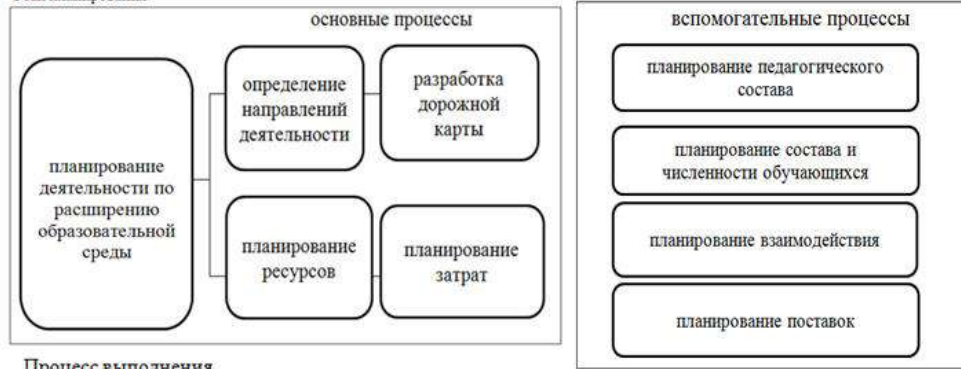 основные процессы
планирование
деятельности по
расширению
образовательной
среды
определение
направлений
деятельности
разработка
дорожной
карты
планирование
ресурсов
планирование
затрат
вспомогательные процессы
планирование педагогического
состава
планирование состава и
численности обучающихся
планирование взаимодействия
планирование поставок
Процесс выполнения